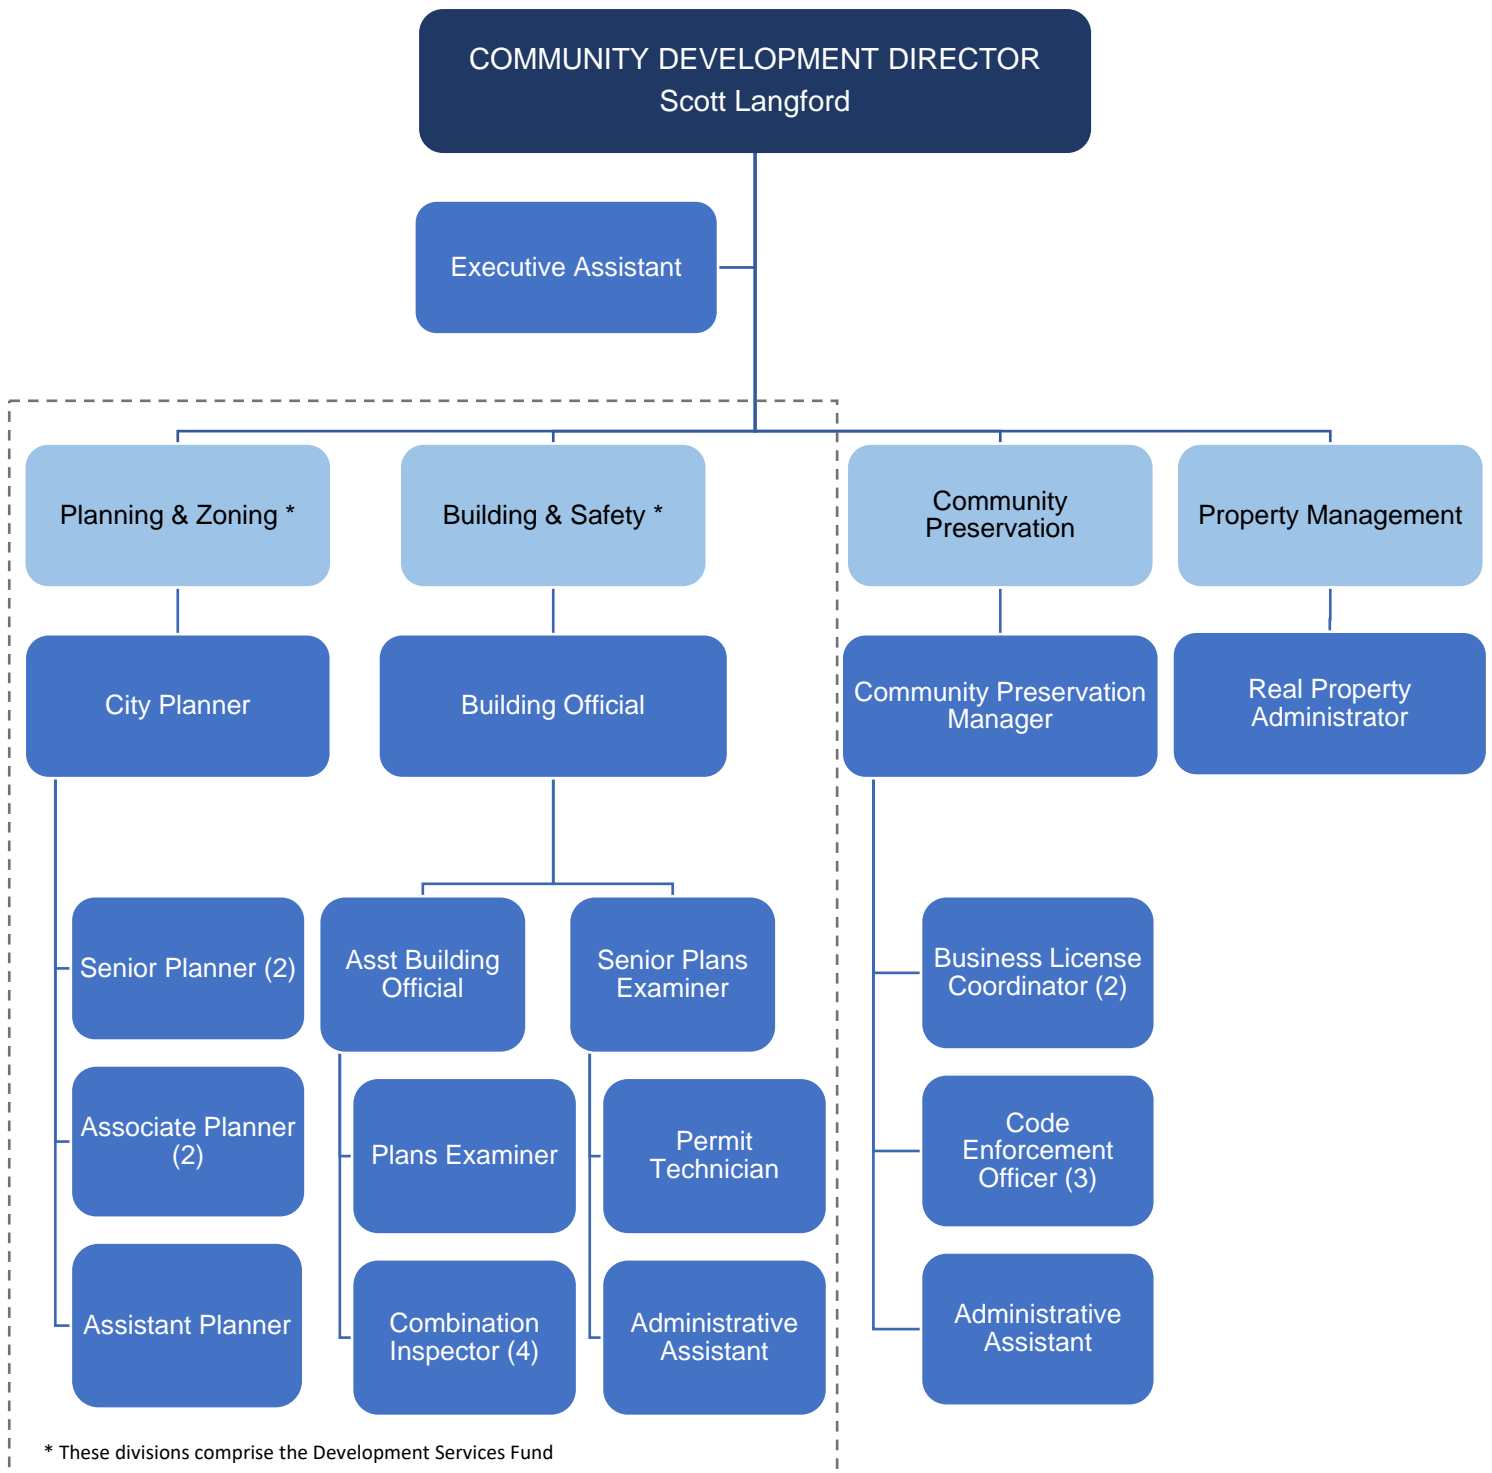 COMMUNITY DEVELOPMENT DIRECTOR
Scott Langford
Executive Assistant
Planning & Zoning *
Building & Safety *
Community
Preservation
Property Management
City Planner
Building Official
Community Preservation
Manager
Real Property
Administrator
Senior Planner (2)
Asst Building
Official
Senior Plans
Examiner
Business License
Coordinator (2)
Associate Planner
(2)
Plans Examiner
Permit
Technician
Code
Enforcement
Officer (3)
Assistant Planner
Combination
Inspector (4)
Administrative
Assistant
Administrative
Assistant
* These divisions comprise the Development Services Fund